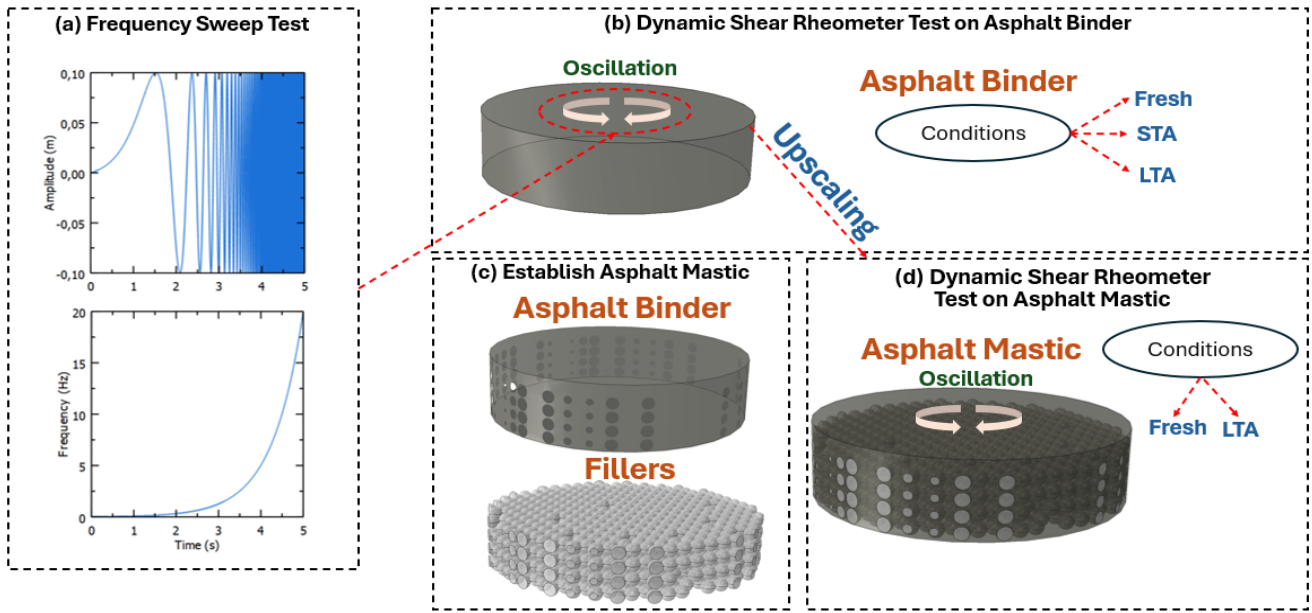 (a) Frequency Sweep Test
0,10
0,05
0,00
-0,05
-0,10
Amplitude (m)
0 1 2 3 4 5
20
15
10
5
0
Frequency (Hz)
0 1 2 3 4 5
Time (s)
(b) Dynamic Shear Rheometer Test on Asphalt Binder
Oscillation
Upscaling
Asphalt Binder
Conditions
Fresh
STA
LTA
(c) Establish Asphalt Mastic
Asphalt Binder
Fillers
(d) Dynamic Shear Rheometer
Test on Asphalt Mastic
Asphalt Mastic
Oscillation
Conditions
Fresh LTA